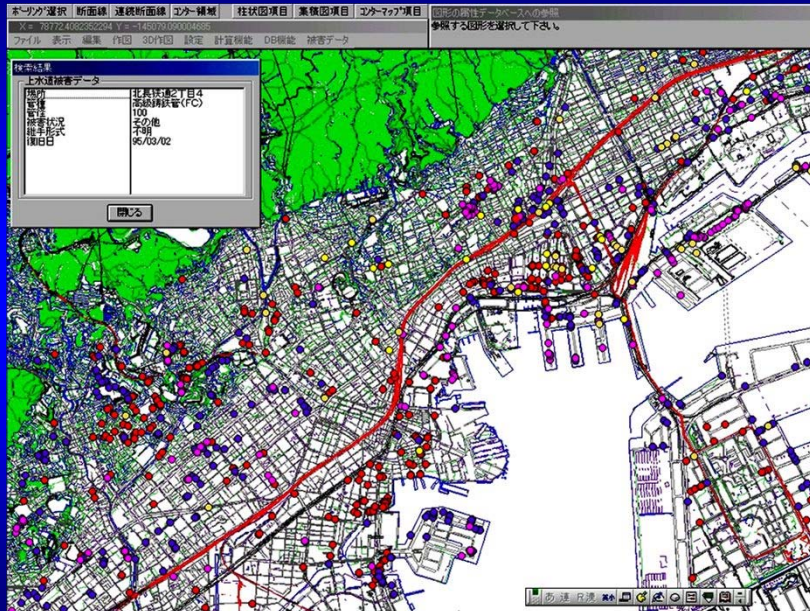 ボーリング選択 断面線 連続断面線 コンター領域 柱状図項目 集積図項目 コンターマップ項目
図形の属性データベースへの参照
X = 78772.4082352294 Y = -145079.090004685
参照する図形を選択して下さい。
ファイル 表示 編集 作図 3D作図 設定 計算機能 DB機能 被害データ
検索結果
上水道被害データ
場所 北長狭通2丁目4
管種 高級鋳鉄管(FC)
管径 100
被害状況 その他
継手形式 不明
復旧日 95/03/02
閉じる
あ 連 R漢